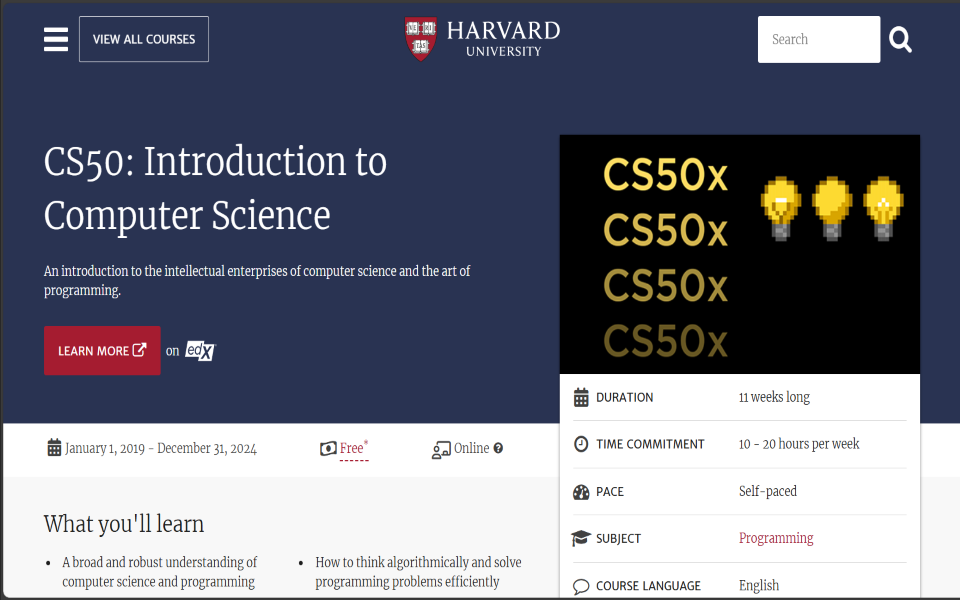 VIEW ALL COURSES
HARVARD
UNIVERSITY
Search
CS50: Introduction to
Computer Science
An introduction to the intellectual enterprises of computer science and the art of
programming.
LEARN MORE
on edX
CS50x
CS50x
CS50x
CS50x
DURATION
11 weeks long
TIME COMMITMENT
10 - 20 hours per week
PACE
Self-paced
SUBJECT
Programming
COURSE LANGUAGE
English
January 1, 2019 - December 31, 2024
Free*
Online
What you'll learn
• A broad and robust understanding of
computer science and programming
• How to think algorithmically and solve
programming problems efficiently